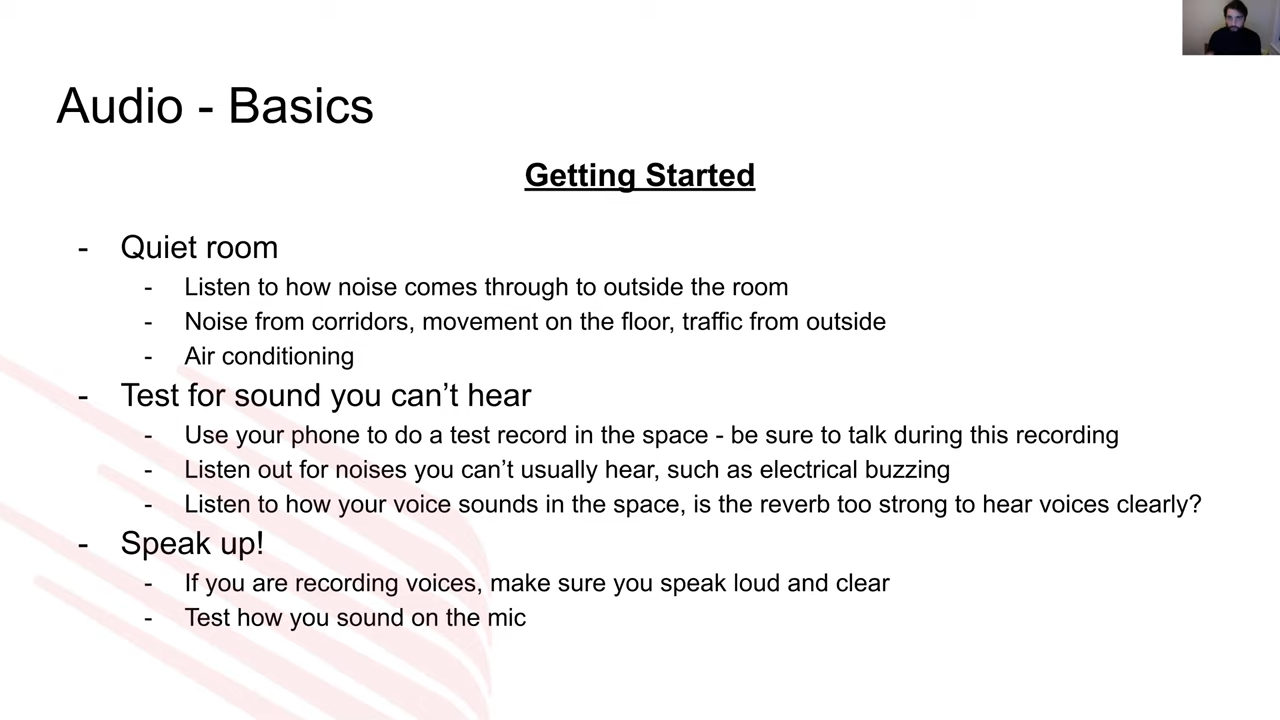 Audio - Basics
Getting Started
- Quiet room
- Listen to how noise comes through to outside the room
- Noise from corridors, movement on the floor, traffic from outside
- Air conditioning
- Test for sound you can’t hear
- Use your phone to do a test record in the space - be sure to talk during this recording
- Listen out for noises you can’t usually hear, such as electrical buzzing
- Listen to how your voice sounds in the space, is the reverb too strong to hear voices clearly?
- Speak up!
- If you are recording voices, make sure you speak loud and clear
- Test how you sound on the mic